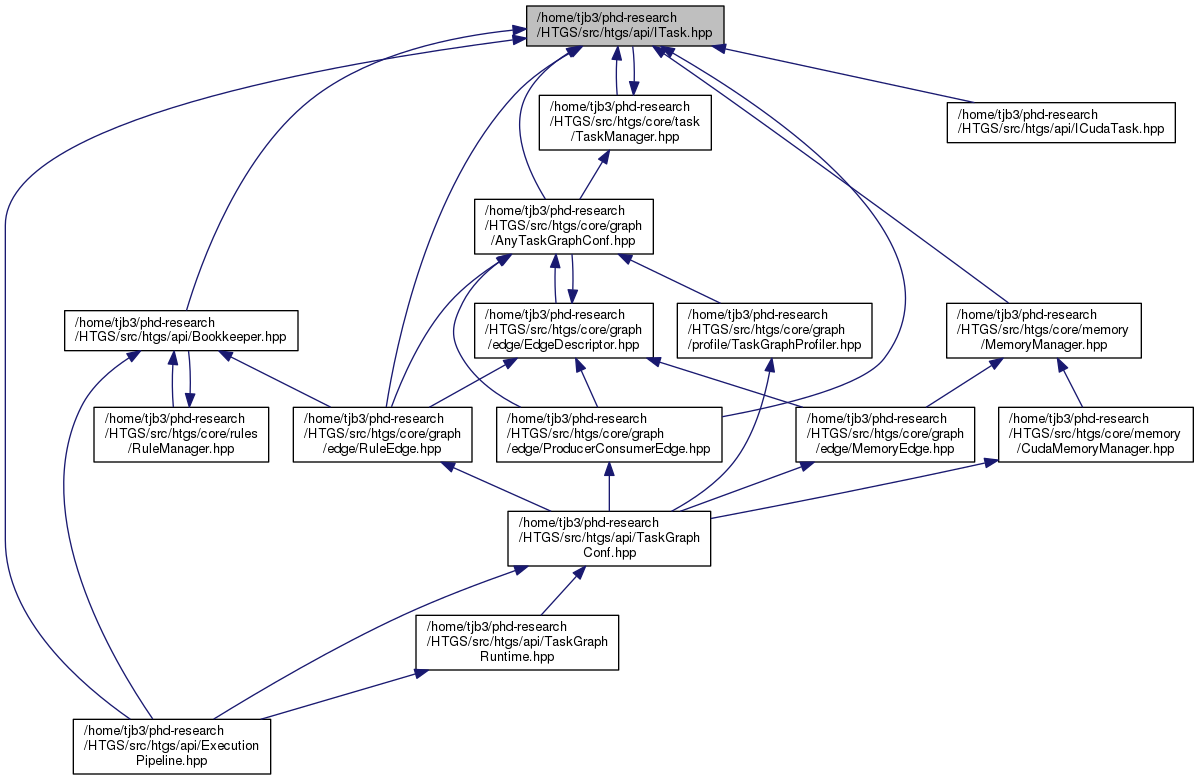 /home/tjb3/phd-research
/HTGS/src/htgs/api/ITask.hpp
/home/tjb3/phd-research
/HTGS/src/htgs/core/task
/TaskManager.hpp
/home/tjb3/phd-research
/HTGS/src/htgs/api/ICudaTask.hpp
/home/tjb3/phd-research
/HTGS/src/htgs/core/graph
/AnyTaskGraphConf.hpp
/home/tjb3/phd-research
/HTGS/src/htgs/api/Bookkeeper.hpp
/home/tjb3/phd-research
/HTGS/src/htgs/core/graph
/edge/EdgeDescriptor.hpp
/home/tjb3/phd-research
/HTGS/src/htgs/core/graph
/profile/TaskGraphProfiler.hpp
/home/tjb3/phd-research
/HTGS/src/htgs/core/memory
/MemoryManager.hpp
/home/tjb3/phd-research
/HTGS/src/htgs/core/rules
/RuleManager.hpp
/home/tjb3/phd-research
/HTGS/src/htgs/core/graph
/edge/RuleEdge.hpp
/home/tjb3/phd-research
/HTGS/src/htgs/core/graph
/edge/ProducerConsumerEdge.hpp
/home/tjb3/phd-research
/HTGS/src/htgs/core/graph
/edge/MemoryEdge.hpp
/home/tjb3/phd-research
/HTGS/src/htgs/core/memory
/CudaMemoryManager.hpp
/home/tjb3/phd-research
/HTGS/src/htgs/api/TaskGraph
Conf.hpp
/home/tjb3/phd-research
/HTGS/src/htgs/api/TaskGraph
Runtime.hpp
/home/tjb3/phd-research
/HTGS/src/htgs/api/Execution
Pipeline.hpp